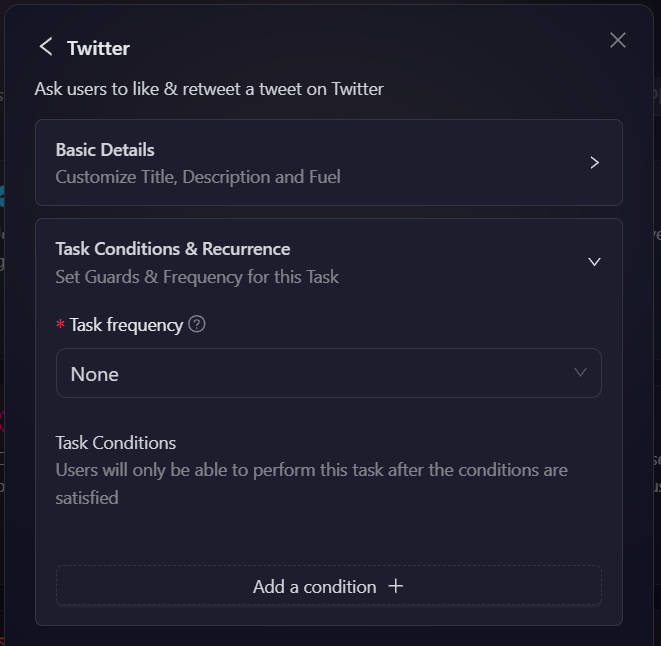 Twitter
Ask users to like & retweet a tweet on Twitter
Basic Details
Customize Title, Description and Fuel
Task Conditions & Recurrence
Set Guards & Frequency for this Task
* Task frequency ?
None
Task Conditions
Users will only be able to perform this task after the conditions are
satisfied
Add a condition +